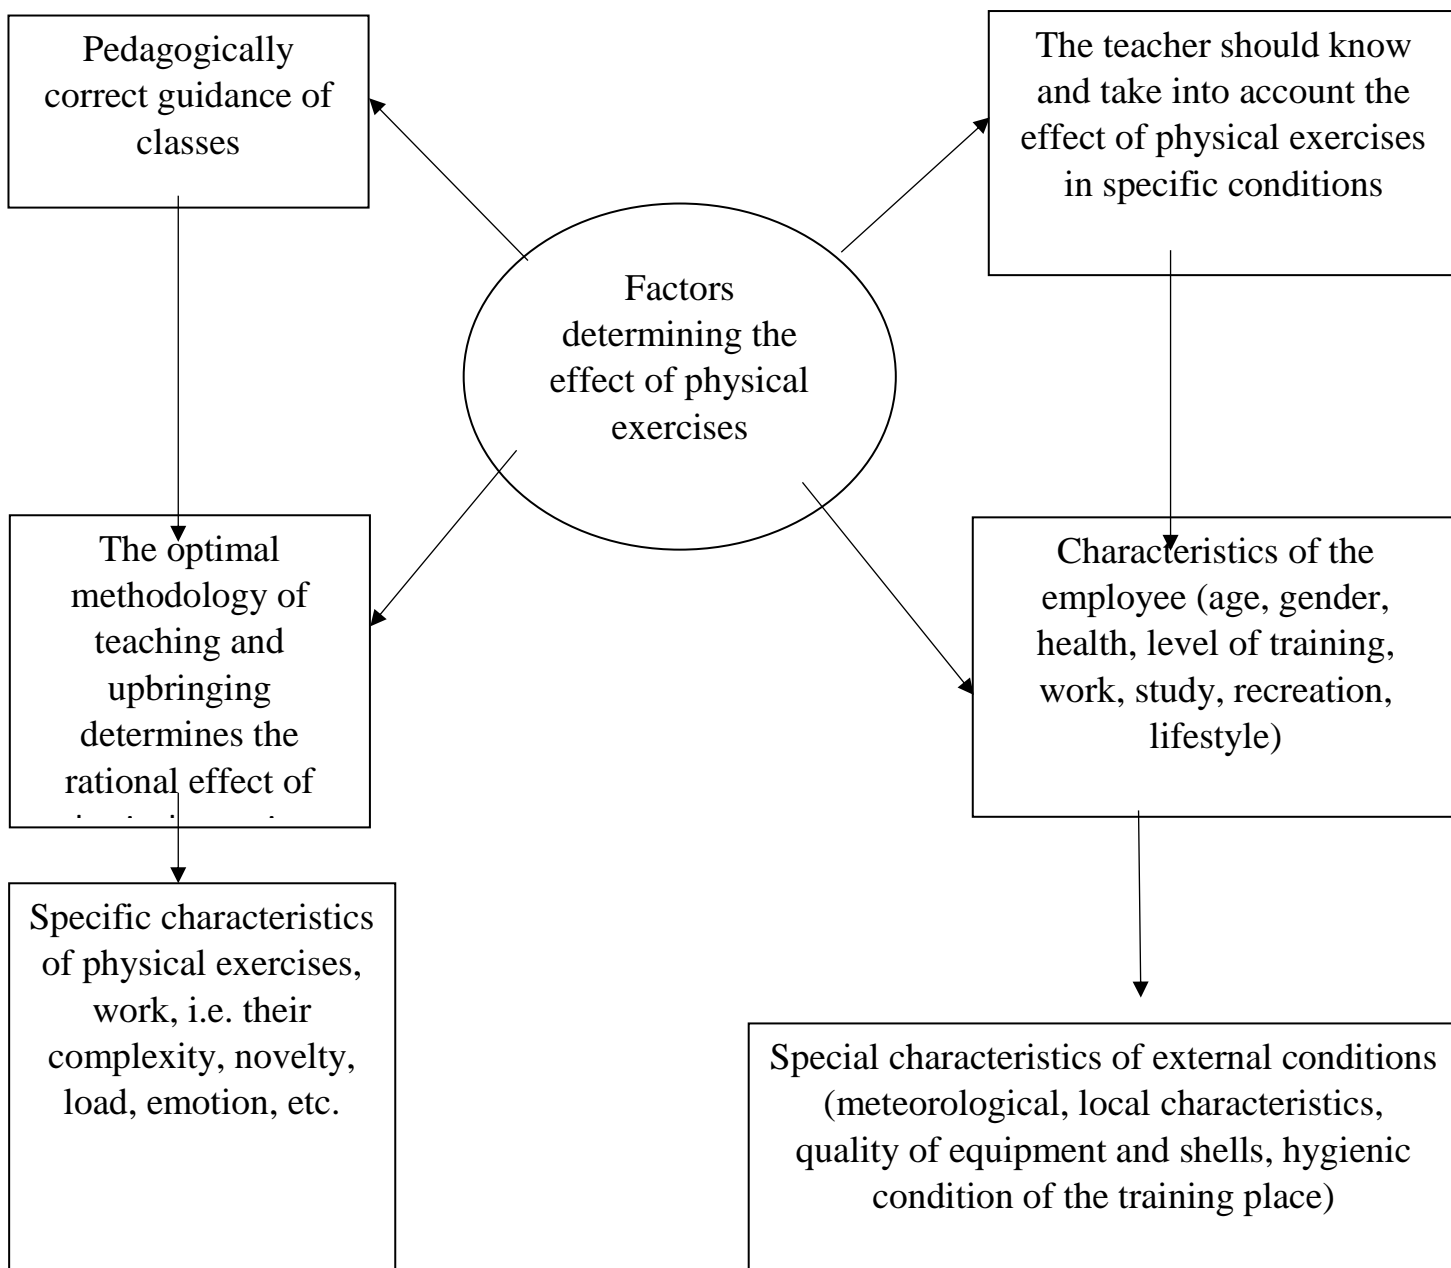 Pedagogically
correct guidance of
classes
The teacher should know
and take into account the
effect of physical exercises
in specific conditions
Factors
determining the
effect of physical
exercises
The optimal
methodology of
teaching and
upbringing
determines the
rational effect of
Characteristics of the
employee (age, gender,
health, level of training,
work, study, recreation,
lifestyle)
Specific characteristics
of physical exercises,
work, i.e. their
complexity, novelty,
load, emotion, etc.
Special characteristics of external conditions
(meteorological, local characteristics,
quality of equipment and shells, hygienic
condition of the training place)